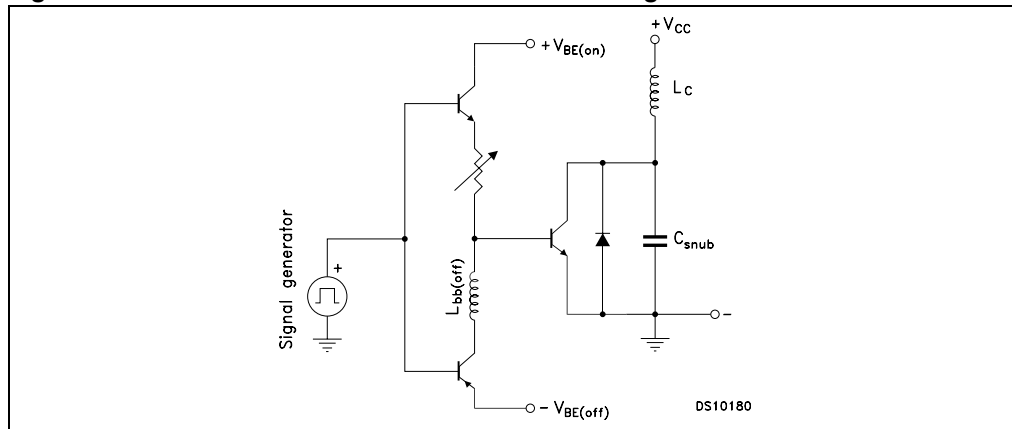 + VCC
+ VBE(on)
LC
Signal generator
+
Lbb(off)
Csnub
-
- VBE(off)
DS10180